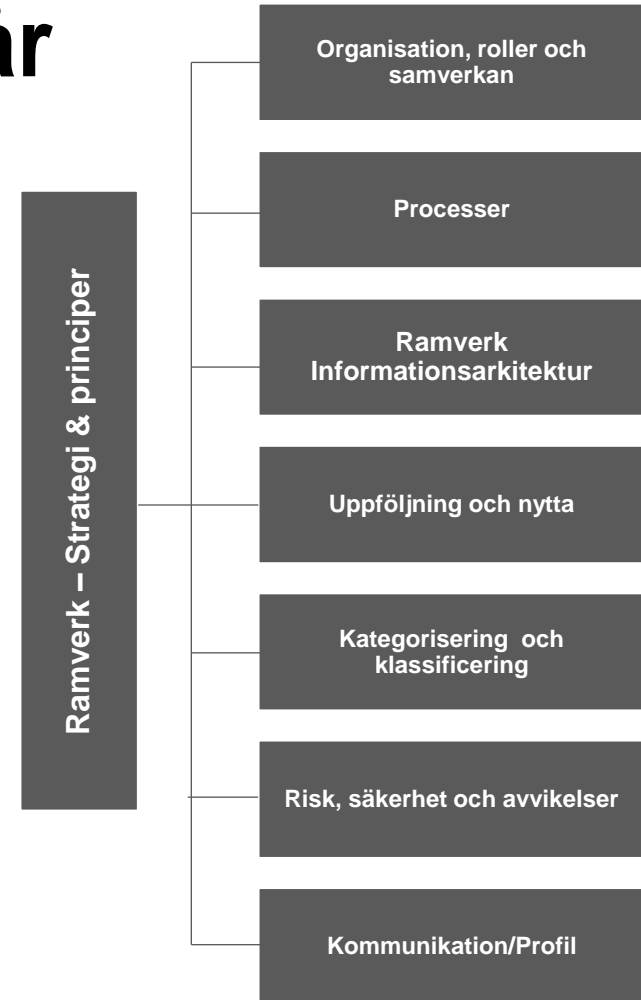 år
Ramverk – Strategi & principer
Organisation, roller och
samverkan
Processer
Ramverk
Informationsarkitektur
Uppföljning och nytta
Kategorisering och
klassificering
Risk, säkerhet och avvikelser
Kommunikation/Profil